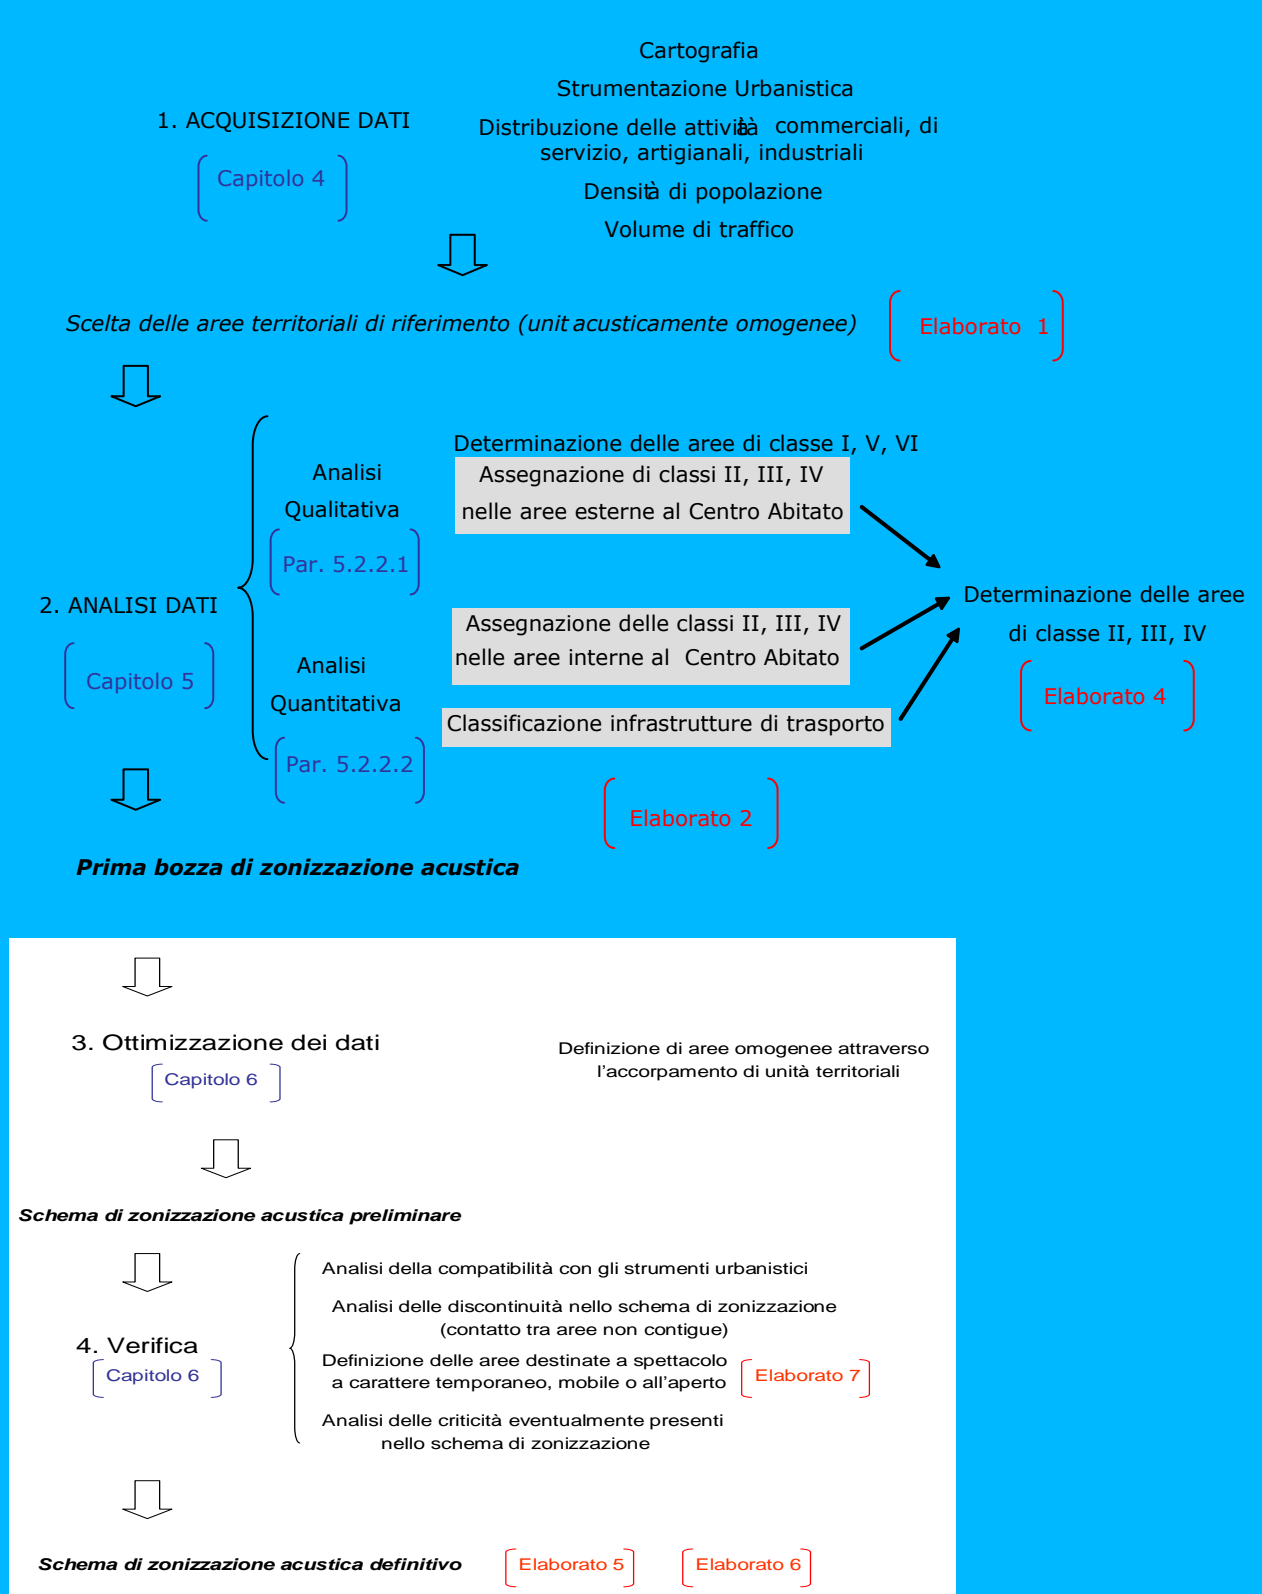 Cartografia
Strumentazione Urbanistica
1. ACQUISIZIONE DATI
Distribuzione delle attività commerciali, di
servizio, artigianali, industriali
Capitolo 4
Densità di popolazione
Volume di traffico
Scelta delle aree territoriali di riferimento (unit acusticamente omogenee)
Elaborato 1
Determinazione delle aree di classe I, V, VI
Analisi
Qualitativa
Assegnazione di classi II, III, IV
nelle aree esterne al Centro Abitato
Par. 5.2.2.1
2. ANALISI DATI
Capitolo 5
Assegnazione delle classi II, III, IV
nelle aree interne al Centro Abitato
Determinazione delle aree
di classe II, III, IV
Elaborato 4
Analisi
Quantitativa
Classificazione infrastrutture di trasporto
Par. 5.2.2.2
Elaborato 2
Prima bozza di zonizzazione acustica
3. Ottimizzazione dei dati
Capitolo 6
Definizione di aree omogenee attraverso
l'accorpamento di unità territoriali
Schema di zonizzazione acustica preliminare
Analisi della compatibilità con gli strumenti urbanistici
Analisi delle discontinuità nello schema di zonizzazione
(contatto tra aree non contigue)
4. Verifica
Capitolo 6
Definizione delle aree destinate a spettacolo
a carattere temporaneo, mobile o all'aperto
Elaborato 7
Analisi delle criticità eventualmente presenti
nello schema di zonizzazione
Schema di zonizzazione acustica definitivo
Elaborato 5
Elaborato 6